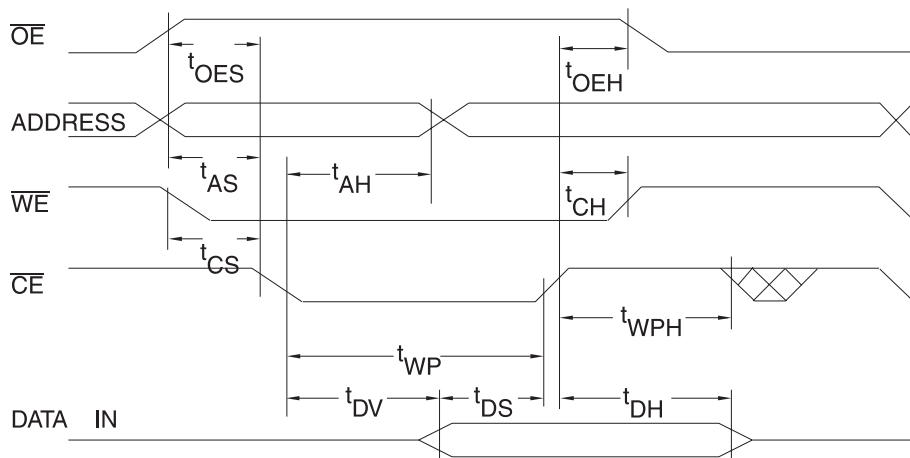 OE
tOES
tOEH
ADDRESS
tAS
tAH
WE
tCH
tCS
CE
tWPH
tWP
tDV
tDS
tDH
DATA IN